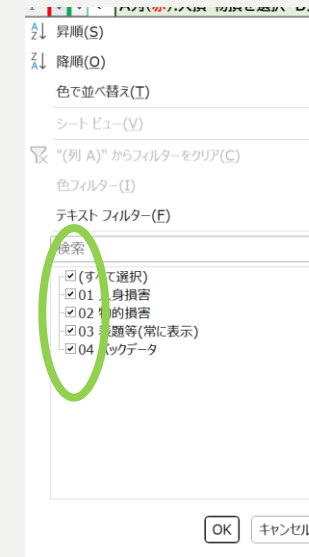 昇順(S)
降順(O)
色で並べ替え(T)
シート ビュー(V)
"(列 A)" からフィルターをクリア(C)
色フィルター(I)
テキスト フィルター(F)
検索
(すべて選択)
01 人身損害
02 物的損害
03 表題等(常に表示)
04 バックデータ
OK キャンセル